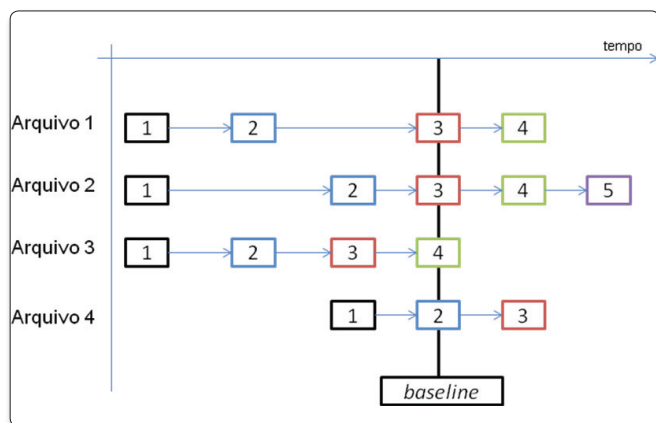 tempo
Arquivo 1 1 2 3 4
Arquivo 2 1 2 3 4 5
Arquivo 3 1 2 3 4
Arquivo 4 1 2 3
baseline